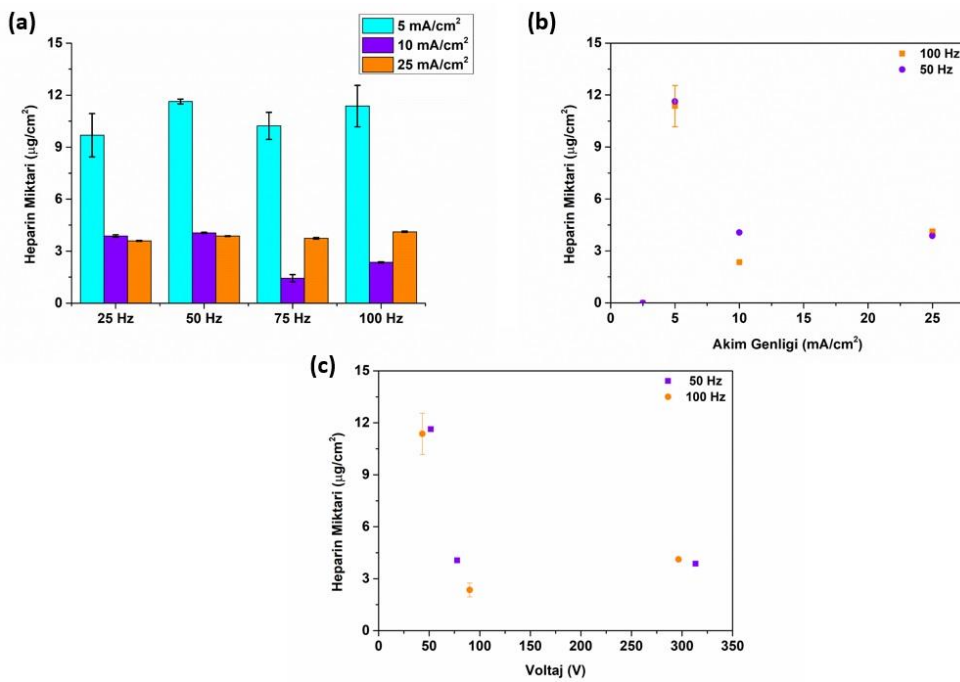 (a)
5 mA/cm²
10 mA/cm²
25 mA/cm²
Heparin Miktari (µg/cm²)
15
12
9
6
3
0
25 Hz 50 Hz 75 Hz 100 Hz
(b)
100 Hz
50 Hz
Heparin Miktari (µg/cm²)
15
12
9
6
3
0
0 5 10 15 20 25
Akim Genligi (mA/cm²)
(c)
50 Hz
100 Hz
Heparin Miktari (µg/cm²)
15
12
9
6
3
0
0 50 100 150 200 250 300 350
Voltaj (V)